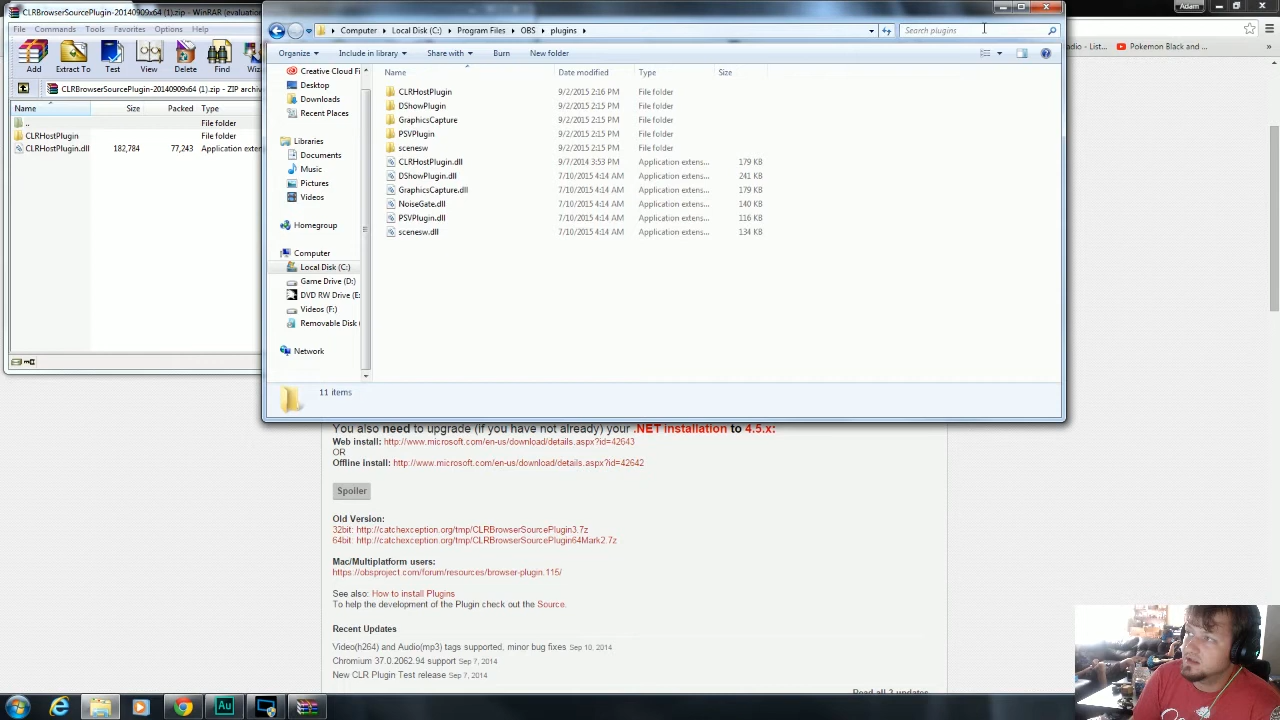 CLRBrowserSourcePlugin-20140909x64 (1).zip - WinRAR (evaluation
Adam
File Commands Tools Favorites Options Help
Add Extract To Test View Delete Find Wiz
CLRBrowserSourcePlugin-20140909x64 (1).zip - ZIP archiv
Name Size Packed Type
.. File folder
CLRHostPlugin File folder
CLRHostPlugin.dll 182,784 77,243 Application exten
Computer Local Disk (C:) Program Files OBS plugins
Search plugins
Organize Include in library Share with Burn New folder
Name Date modified Type Size
Creative Cloud Fi
Desktop
Downloads
Recent Places
Libraries
Documents
Music
Pictures
Videos
Homegroup
Computer
Local Disk (C:)
Game Drive (D:)
DVD RW Drive (E:
Videos (F:)
Removable Disk (
Network
CLRHostPlugin 9/2/2015 2:16 PM File folder
DShowPlugin 9/2/2015 2:15 PM File folder
GraphicsCapture 9/2/2015 2:15 PM File folder
PSVPlugin 9/2/2015 2:15 PM File folder
scenesw 9/2/2015 2:15 PM File folder
CLRHostPlugin.dll 9/7/2014 3:53 PM Application extens... 179 KB
DShowPlugin.dll 7/10/2015 4:14 AM Application extens... 241 KB
GraphicsCapture.dll 7/10/2015 4:14 AM Application extens... 179 KB
NoiseGate.dll 7/10/2015 4:14 AM Application extens... 140 KB
PSVPlugin.dll 7/10/2015 4:14 AM Application extens... 116 KB
scenesw.dll 7/10/2015 4:14 AM Application extens... 134 KB
11 items
adio - List...
Pokemon Black and
You also need to upgrade (if you have not already) your .NET installation to 4.5.x:
Web install: http://www.microsoft.com/en-us/download/details.aspx?id=42643
OR
Offline install: http://www.microsoft.com/en-us/download/details.aspx?id=42642
Spoiler
Old Version:
32bit: http://catchexception.org/tmp/CLRBrowserSourcePlugin3.7z
64bit: http://catchexception.org/tmp/CLRBrowserSourcePlugin64Mark2.7z
Mac/Multiplatform users:
https://obsproject.com/forum/resources/browser-plugin.115/
See also: How to install Plugins
To help the development of the Plugin check out the Source.
Recent Updates
Video(h264) and Audio(mp3) tags supported, minor bug fixes Sep 10, 2014
Chromium 37.0.2062.94 support Sep 7, 2014
New CLR Plugin Test release Sep 7, 2014
Read all 3 updates
Au